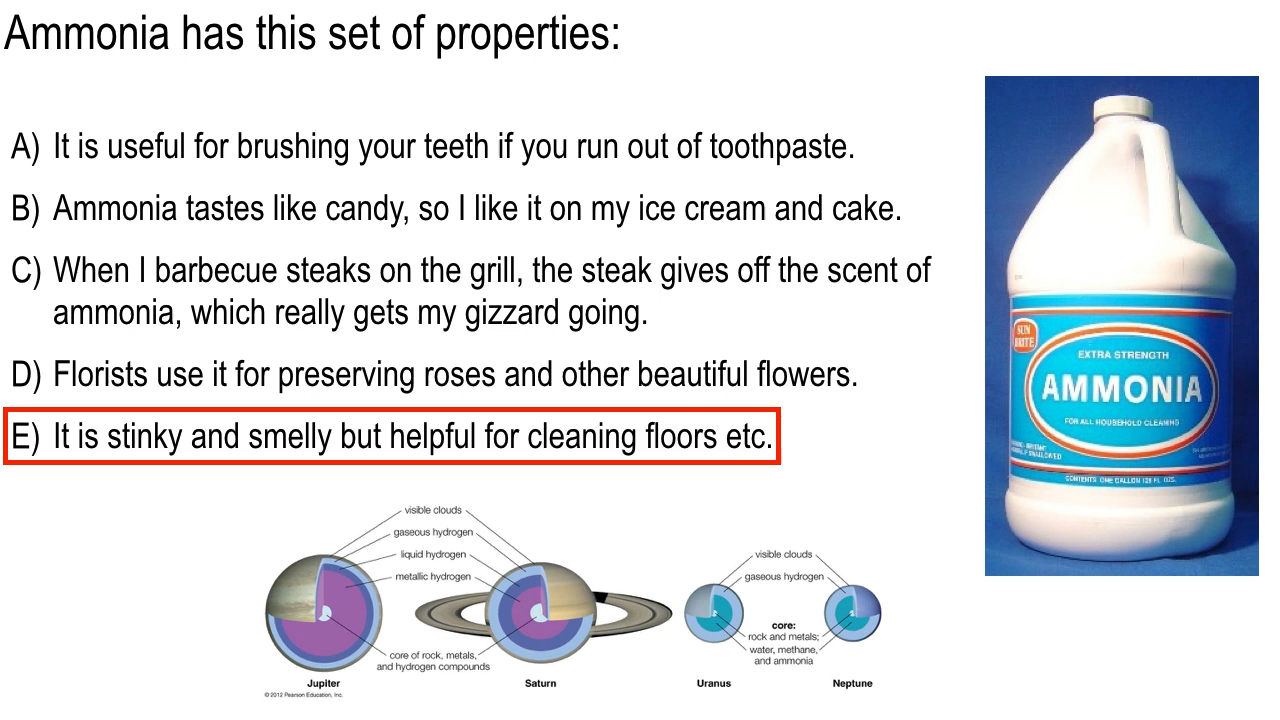 Ammonia has this set of properties:
A) It is useful for brushing your teeth if you run out of toothpaste.
B) Ammonia tastes like candy, so I like it on my ice cream and cake.
C) When I barbecue steaks on the grill, the steak gives off the scent of
ammonia, which really gets my gizzard going.
D) Florists use it for preserving roses and other beautiful flowers.
E) It is stinky and smelly but helpful for cleaning floors etc.
SUN
BRITE
EXTRA STRENGTH
AMMONIA
FOR ALL HOUSEHOLD CLEANING
IRRITANT
IF SWALLOWED
CONTENTS: ONE GALLON (128 FL. OZS.
visible clouds
gaseous hydrogen
liquid hydrogen
metallic hydrogen
core of rock, metals,
and hydrogen compounds
visible clouds
gaseous hydrogen
core:
rock and metals;
water, methane,
and ammonia
Jupiter
Saturn
Uranus
Neptune
© 2012 Pearson Education, Inc.